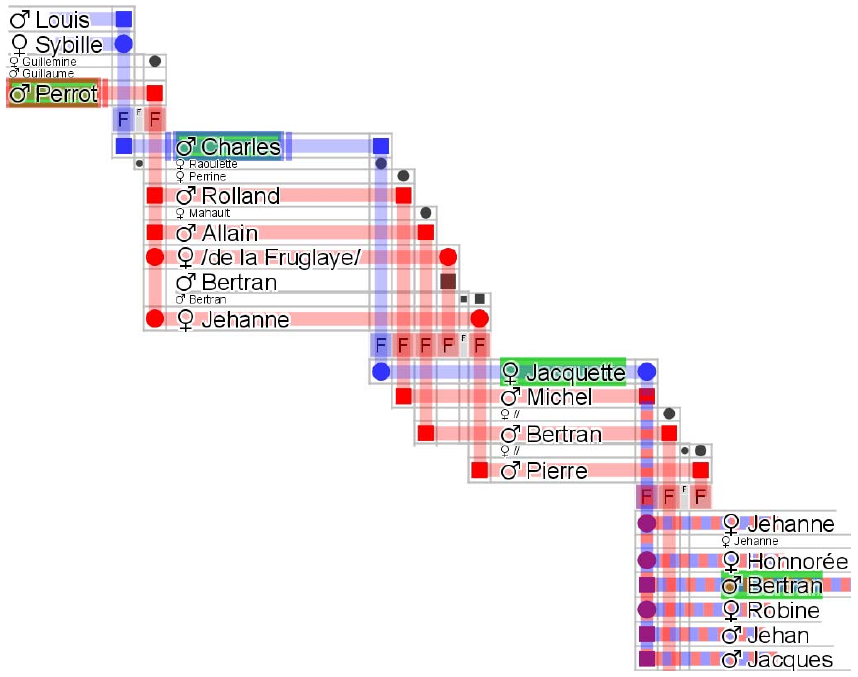 ♂ Louis
♀ Sybille
♀ Guillemine
♂ Guillaume
♂ Perrot
F F F
♂ Charles
♀ Raoulette
♀ Perrine
♂ Rolland
♀ Mahault
♂ Allain
♀ /de la Fruglaye/
♂ Bertran
♂ Bertran
♀ Jehanne
F F F F F F
♀ Jacquette
♂ Michel
♀ //
♂ Bertran
♀ //
♂ Pierre
F F F F
♀ Jehanne
♀ Jehanne
♀ Honnorée
♂ Bertran
♀ Robine
♂ Jehan
♂ Jacques